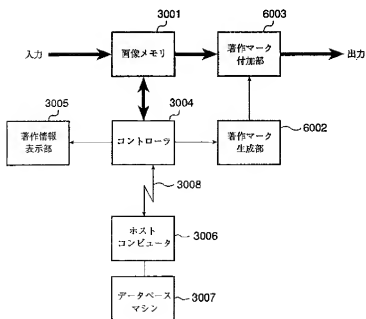 3001
6003
入力
画像メモリ
著作マーク
付加部
出力
3005
3004
著作情報
表示部
コントローラ
著作マーク
生成部
6002
3008
ホスト
コンピュータ
3006
データベース
マシン
3007